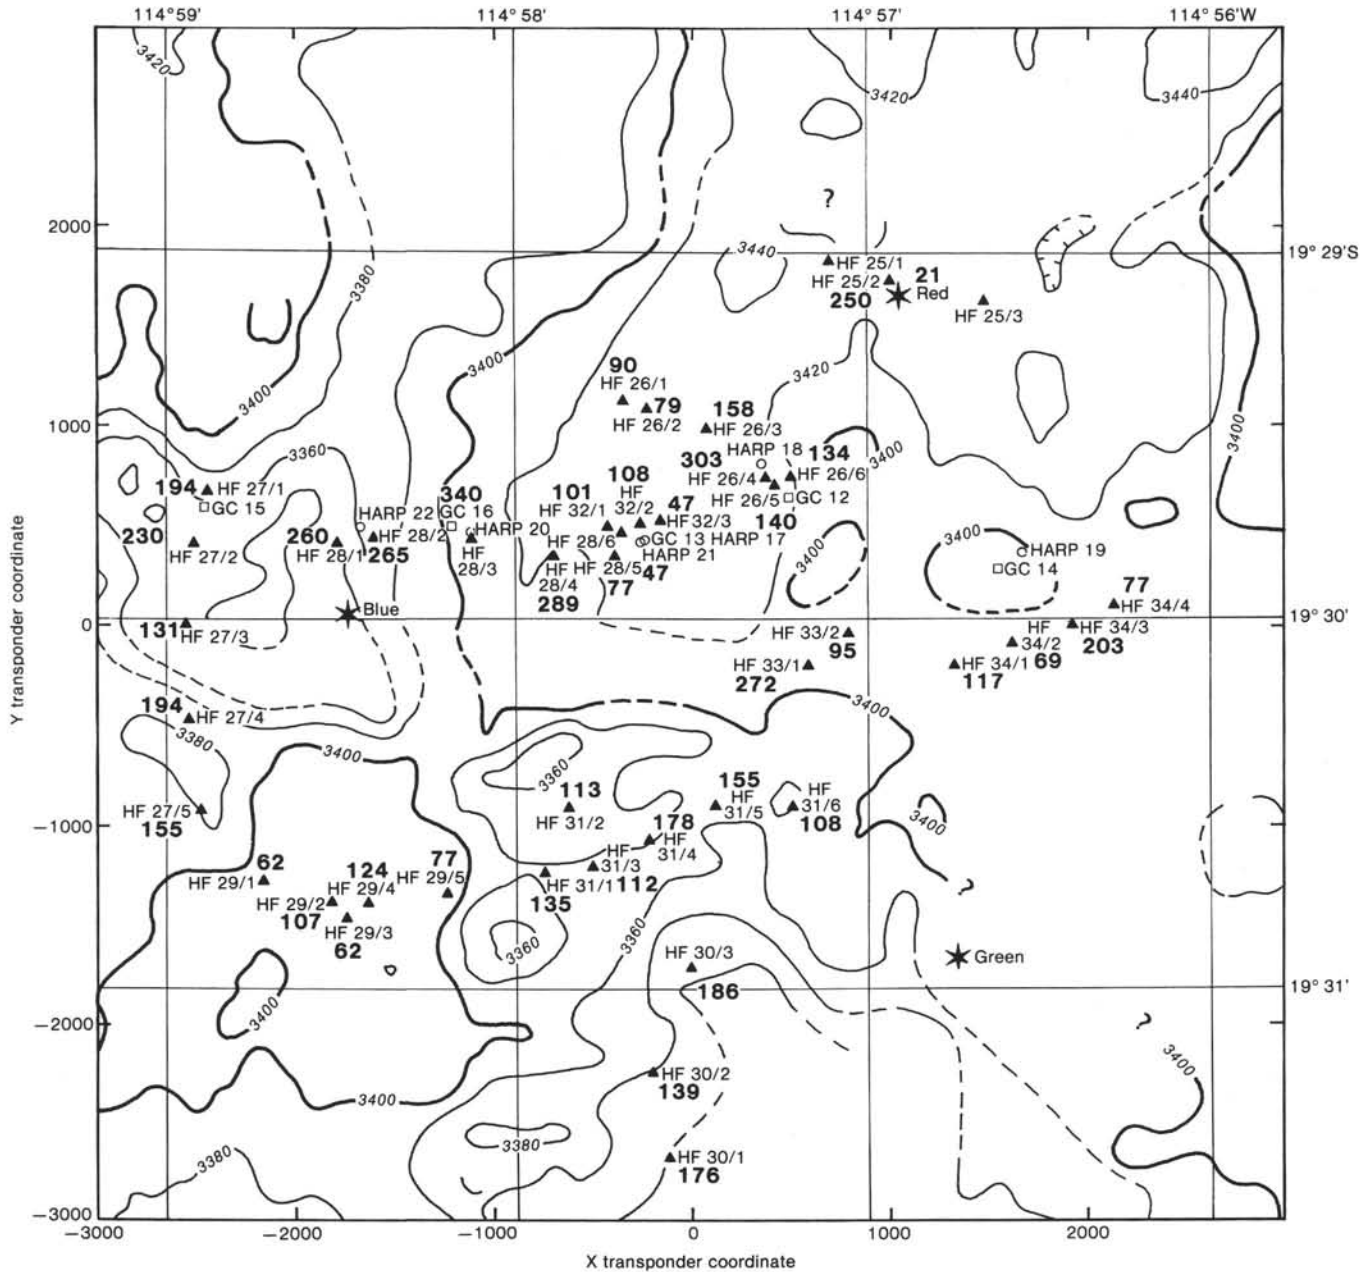 114°59'
114°58'
114°57'
114°56'W
3420
3420
3440
2000
?
3380
3440
19°29'S
HF 25/1
HF 25/2
21
Red
250
HF 25/3
3400
3400
3420
90
HF 26/1
79
HF 26/2
158
HF 26/3
1000
3400
3400
3360
HARP 18
134
303
HF 26/4
HF 26/6
HF 26/5
GC 12
140
194
HF 27/1
GC 15
340
HARP 22
GC 16
HARP 20
101
HF 32/1
108
HF
32/2
47
HF 32/3
230
HF 27/2
260
HF 28/1
HF 28/2
265
HF
28/3
HF 28/6
GC 13
HARP 17
HARP 21
HF
28/4
HF 28/5
47
289
77
3400
3400
HARP 19
GC 14
77
HF 34/4
Blue
0
131
HF 27/3
19°30'
HF 33/2
95
HF 33/1
272
HF
34/2
HF 34/3
203
HF 34/1
69
117
194
HF 27/4
3380
3400
3400
3360
113
HF 31/2
155
HF
31/5
HF
31/6
108
HF 27/5
155
−1000
3400
178
HF
31/4
HF
31/3
HF 31/1
112
135
62
HF 29/1
124
HF 29/4
77
HF 29/5
HF 29/2
107
HF 29/3
62
?
3360
3360
HF 30/3
186
Green
19°31'
3400
−2000
?
3400
HF 30/2
139
3400
3380
3380
HF 30/1
176
−3000
−3000
−2000
−1000
0
1000
2000
X transponder coordinate
Y transponder coordinate